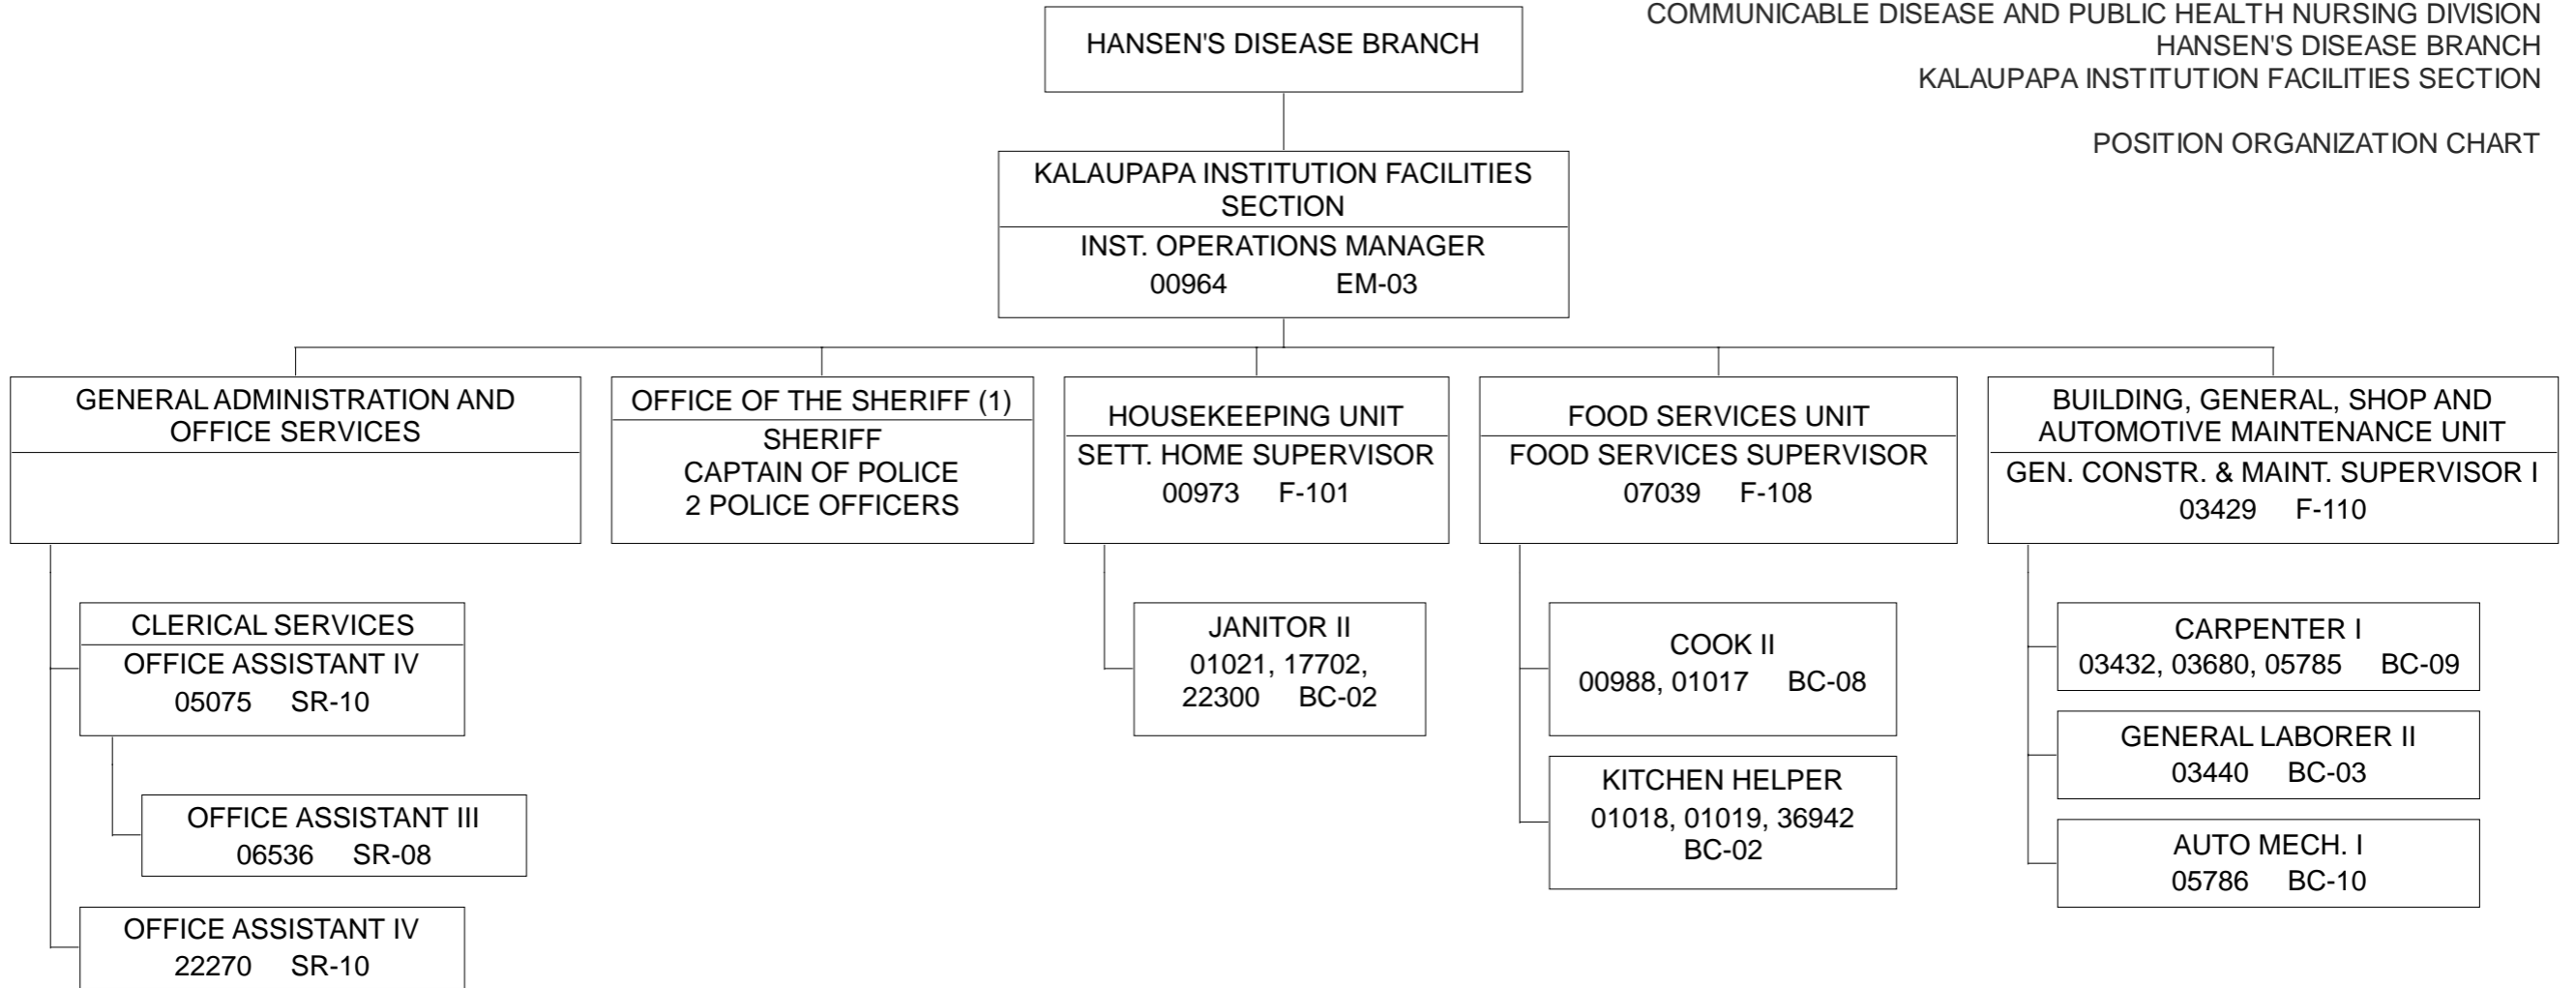 COMMUNICABLE DISEASE AND PUBLIC HEALTH NURSING DIVISION
HANSEN'S DISEASE BRANCH
KALAUPAPA INSTITUTION FACILITIES SECTION
POSITION ORGANIZATION CHART
HANSEN'S DISEASE BRANCH
KALAUPAPA INSTITUTION FACILITIES
SECTION
INST. OPERATIONS MANAGER
00964 EM-03
GENERAL ADMINISTRATION AND
OFFICE SERVICES
CLERICAL SERVICES
OFFICE ASSISTANT IV
05075 SR-10
OFFICE ASSISTANT III
06536 SR-08
OFFICE ASSISTANT IV
22270 SR-10
OFFICE OF THE SHERIFF (1)
SHERIFF
CAPTAIN OF POLICE
2 POLICE OFFICERS
HOUSEKEEPING UNIT
SETT. HOME SUPERVISOR
00973 F-101
JANITOR II
01021, 17702,
22300 BC-02
FOOD SERVICES UNIT
FOOD SERVICES SUPERVISOR
07039 F-108
COOK II
00988, 01017 BC-08
KITCHEN HELPER
01018, 01019, 36942
BC-02
BUILDING, GENERAL, SHOP AND
AUTOMOTIVE MAINTENANCE UNIT
GEN. CONSTR. & MAINT. SUPERVISOR I
03429 F-110
CARPENTER I
03432, 03680, 05785 BC-09
GENERAL LABORER II
03440 BC-03
AUTO MECH. I
05786 BC-10